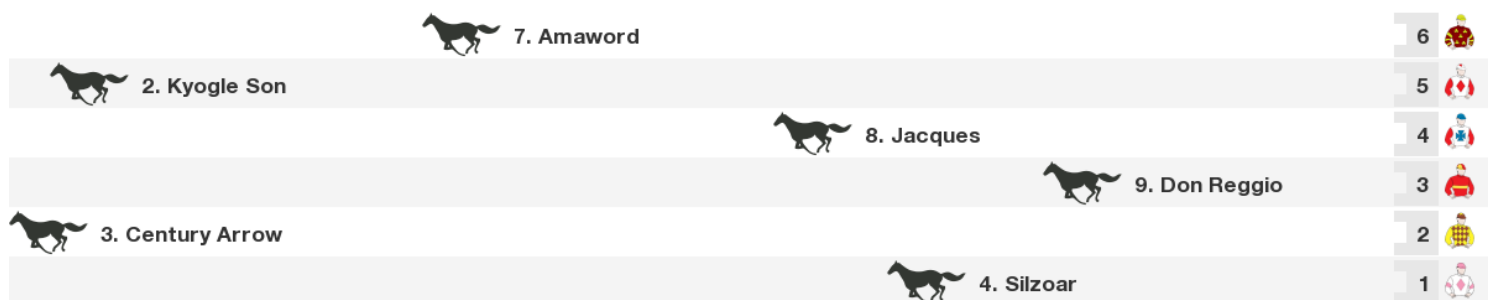 7. Amaword 6
2. Kyogle Son 5
8. Jacques 4
9. Don Reggio 3
3. Century Arrow 2
4. Silzoar 1